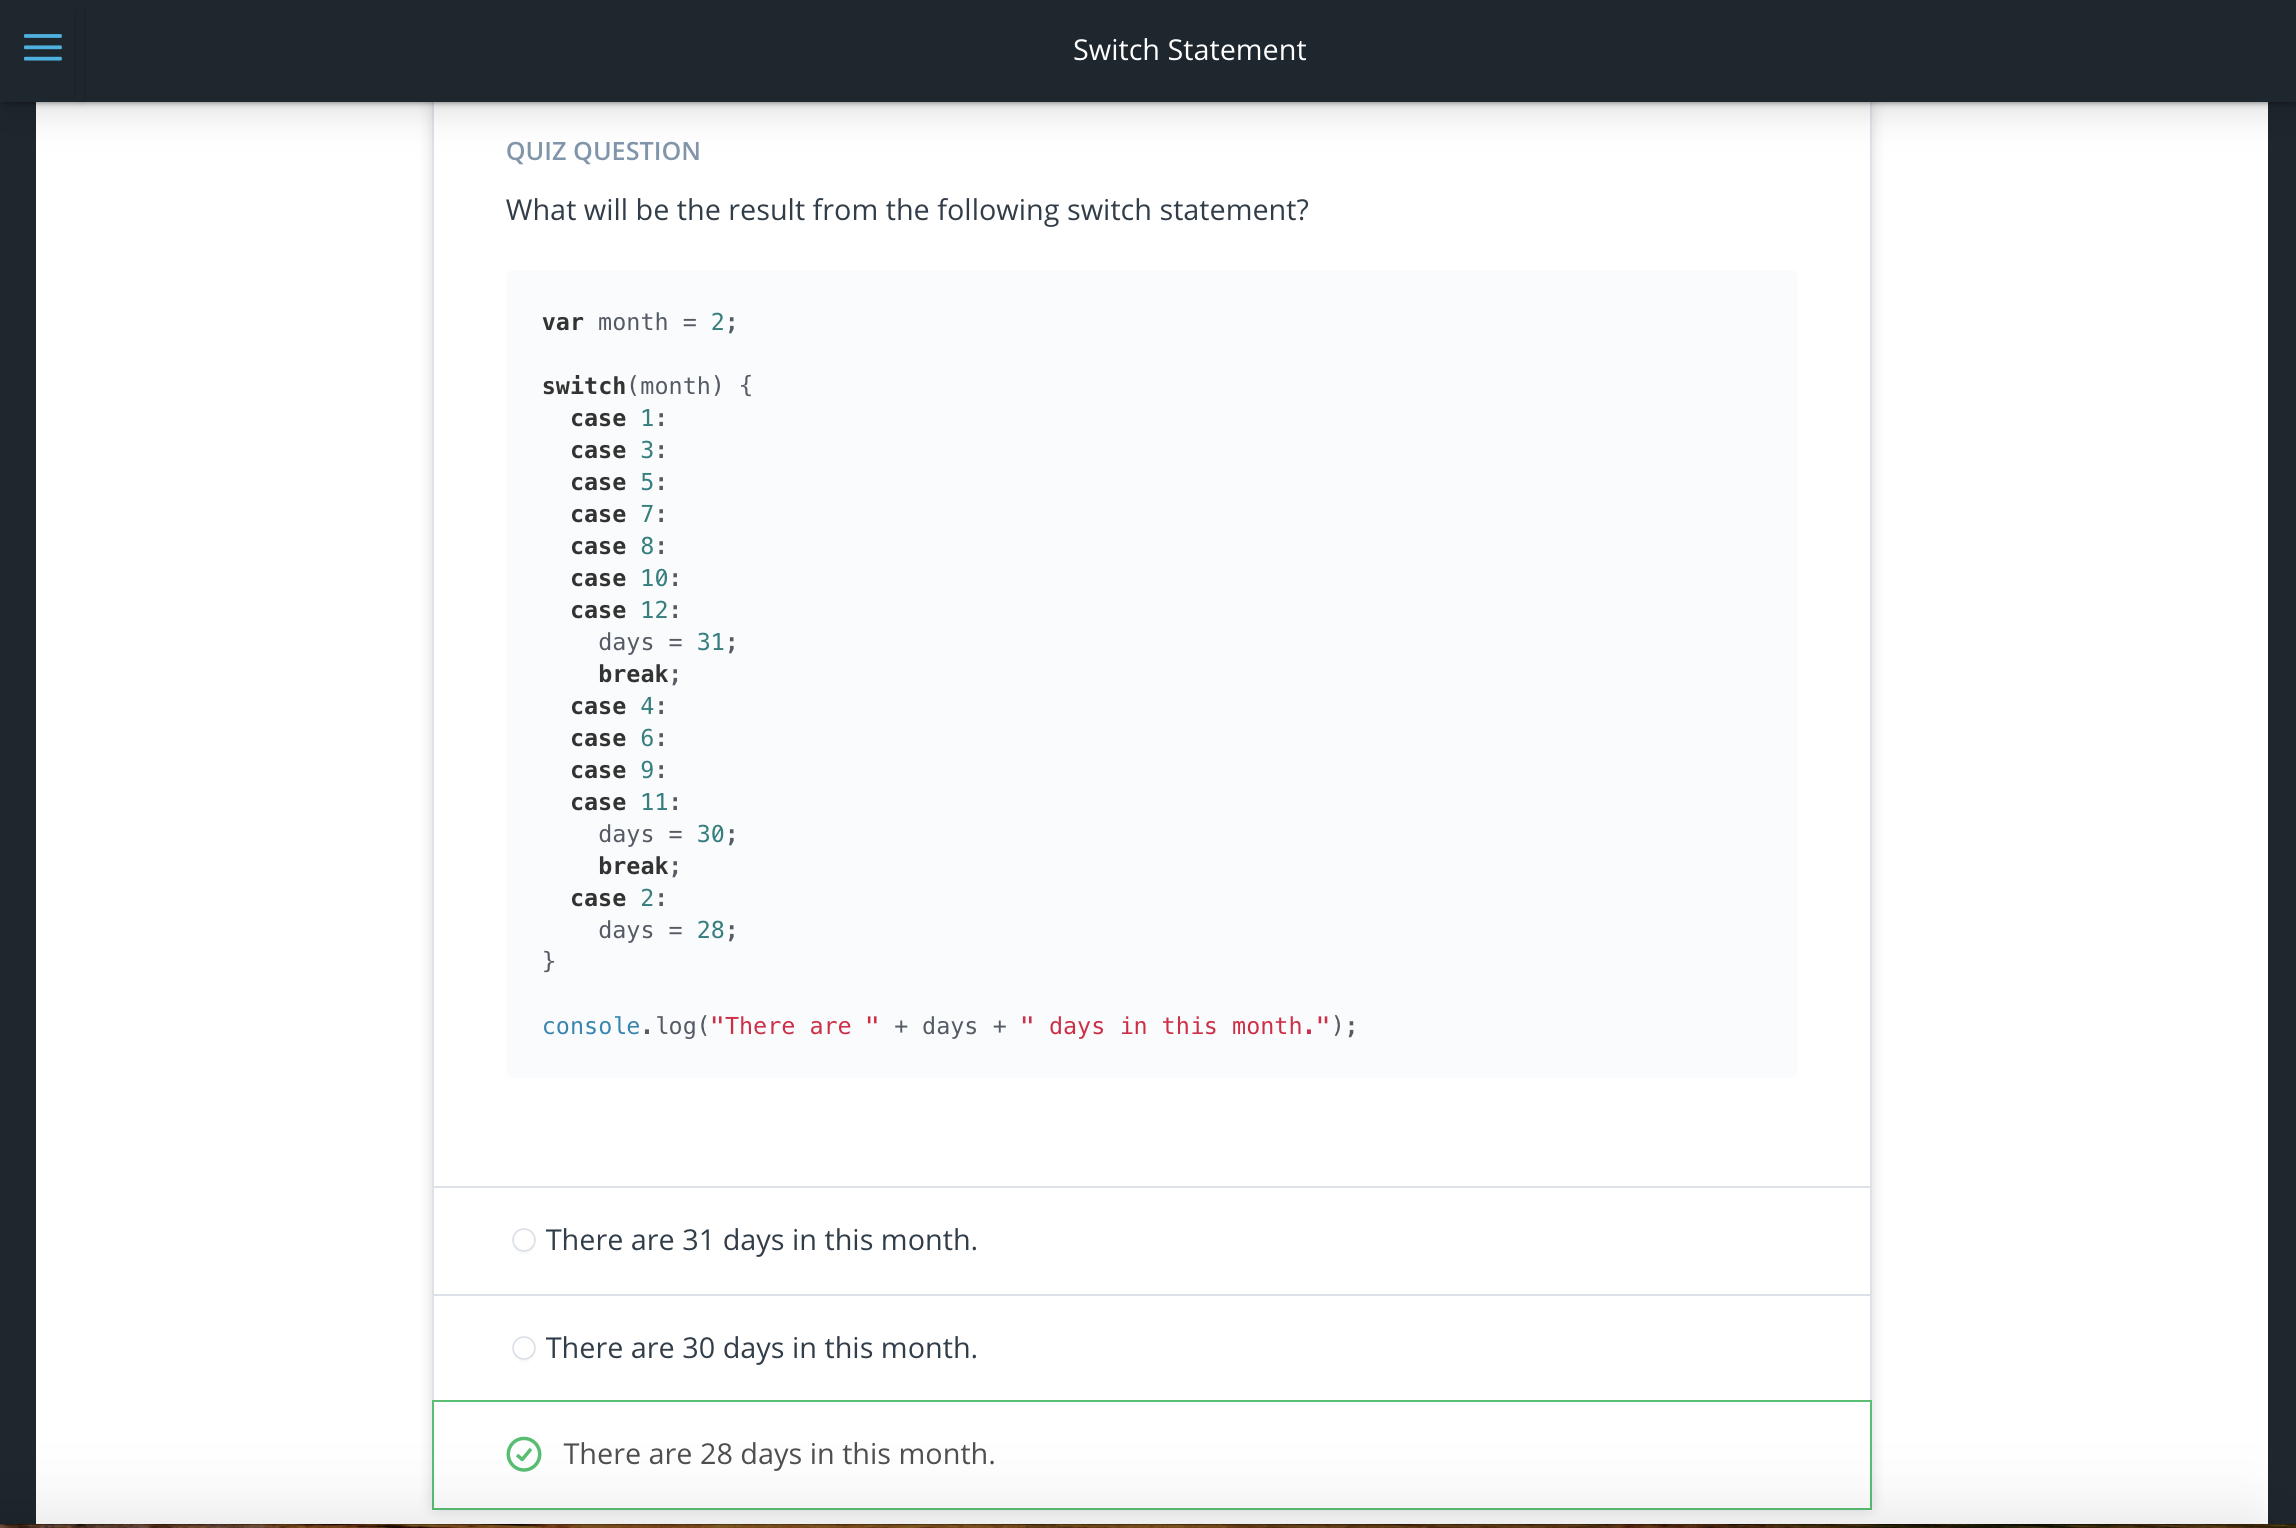 Switch Statement
QUIZ QUESTION
What will be the result from the following switch statement?
var month = 2;
switch(month) {
  case 1:
  case 3:
  case 5:
  case 7:
  case 8:
  case 10:
  case 12:
    days = 31;
    break;
  case 4:
  case 6:
  case 9:
  case 11:
    days = 30;
    break;
  case 2:
    days = 28;
}
console.log("There are " + days + " days in this month.");
There are 31 days in this month.
There are 30 days in this month.
There are 28 days in this month.